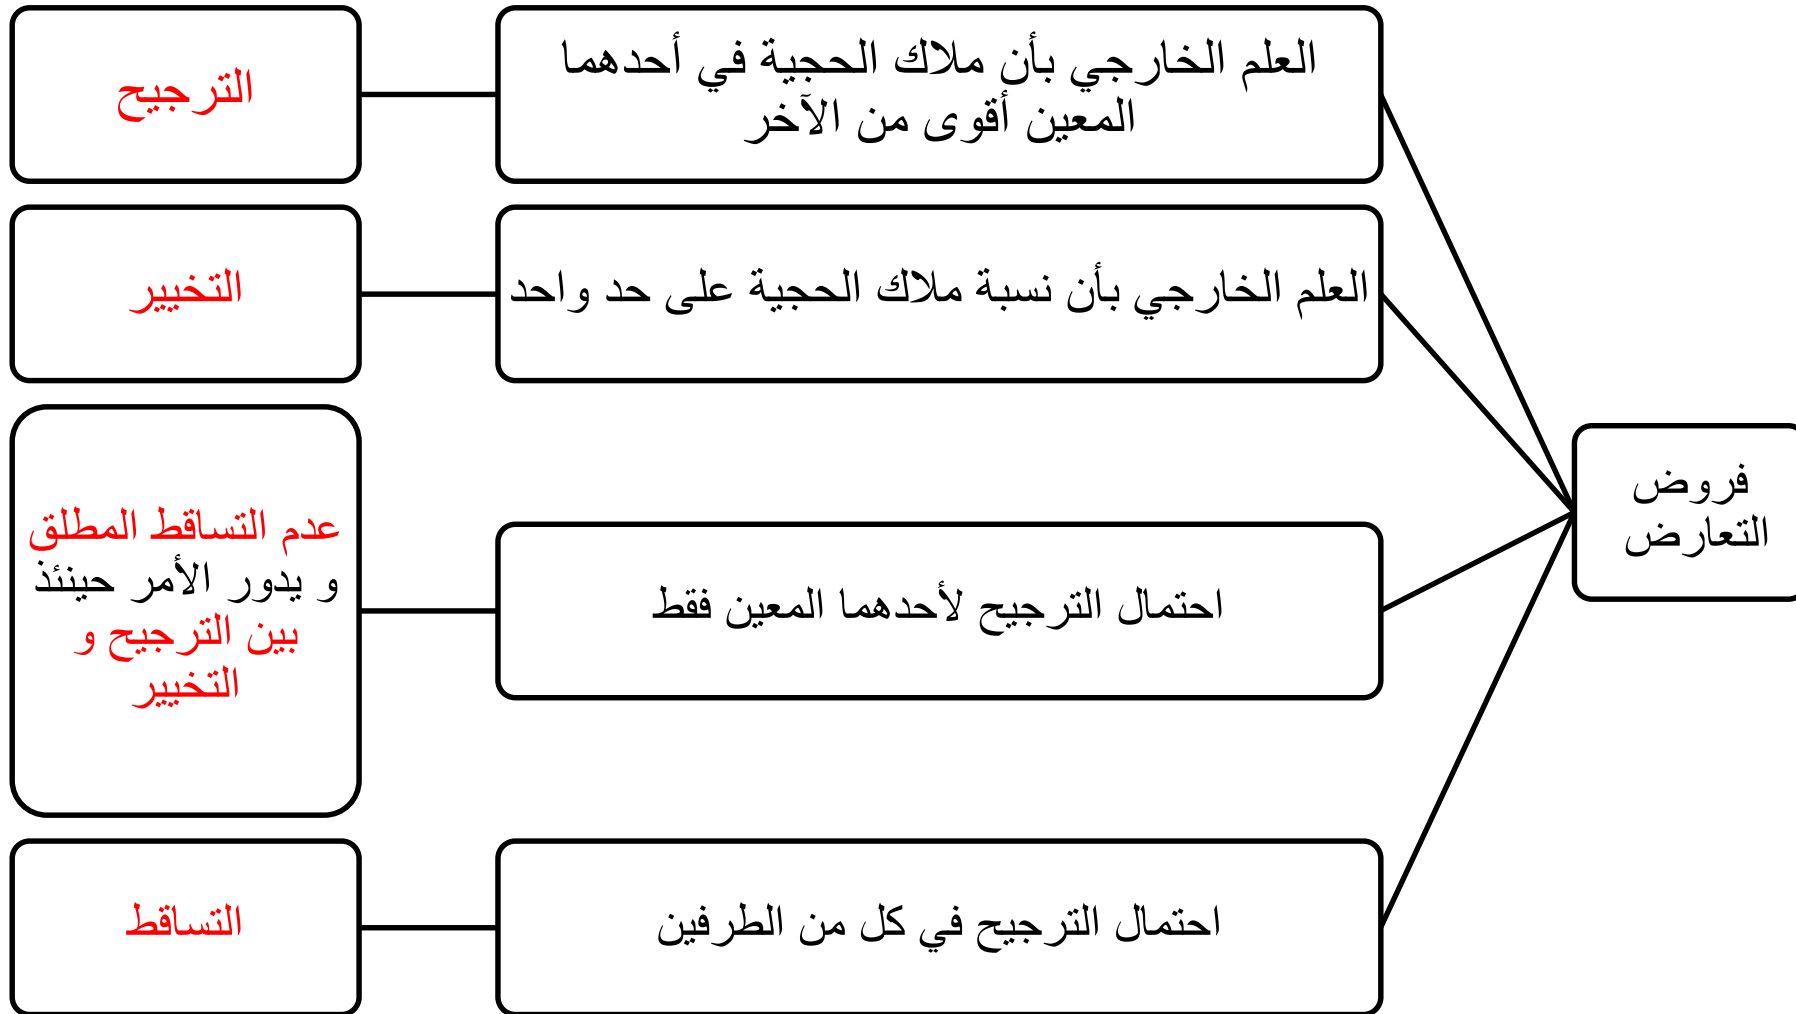 فروض
التعارض
العلم الخارجي بأن ملاك الحجية في أحدهما
المعين أقوى من الآخر
الترجيح
العلم الخارجي بأن نسبة ملاك الحجية على حد واحد
التخيير
احتمال الترجيح لأحدهما المعين فقط
عدم التساقط المطلق
و يدور الأمر حينئذ
بين الترجيح و
التخيير
احتمال الترجيح في كل من الطرفين
التساقط